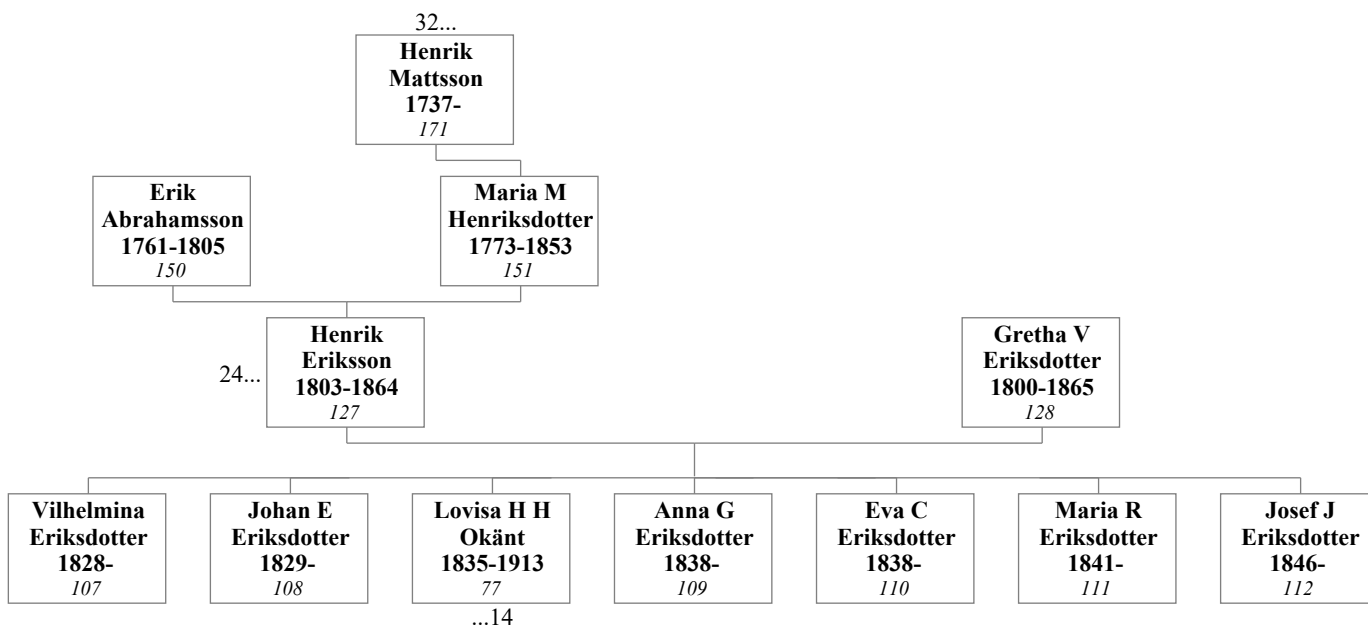 32...
Henrik
Mattsson
1737-
171
Erik
Abrahamsson
1761-1805
150
Maria M
Henriksdotter
1773-1853
151
24...
Henrik
Eriksson
1803-1864
127
Gretha V
Eriksdotter
1800-1865
128
Vilhelmina
Eriksdotter
1828-
107
Johan E
Eriksdotter
1829-
108
Lovisa H H
Okänt
1835-1913
77
...14
Anna G
Eriksdotter
1838-
109
Eva C
Eriksdotter
1838-
110
Maria R
Eriksdotter
1841-
111
Josef J
Eriksdotter
1846-
112